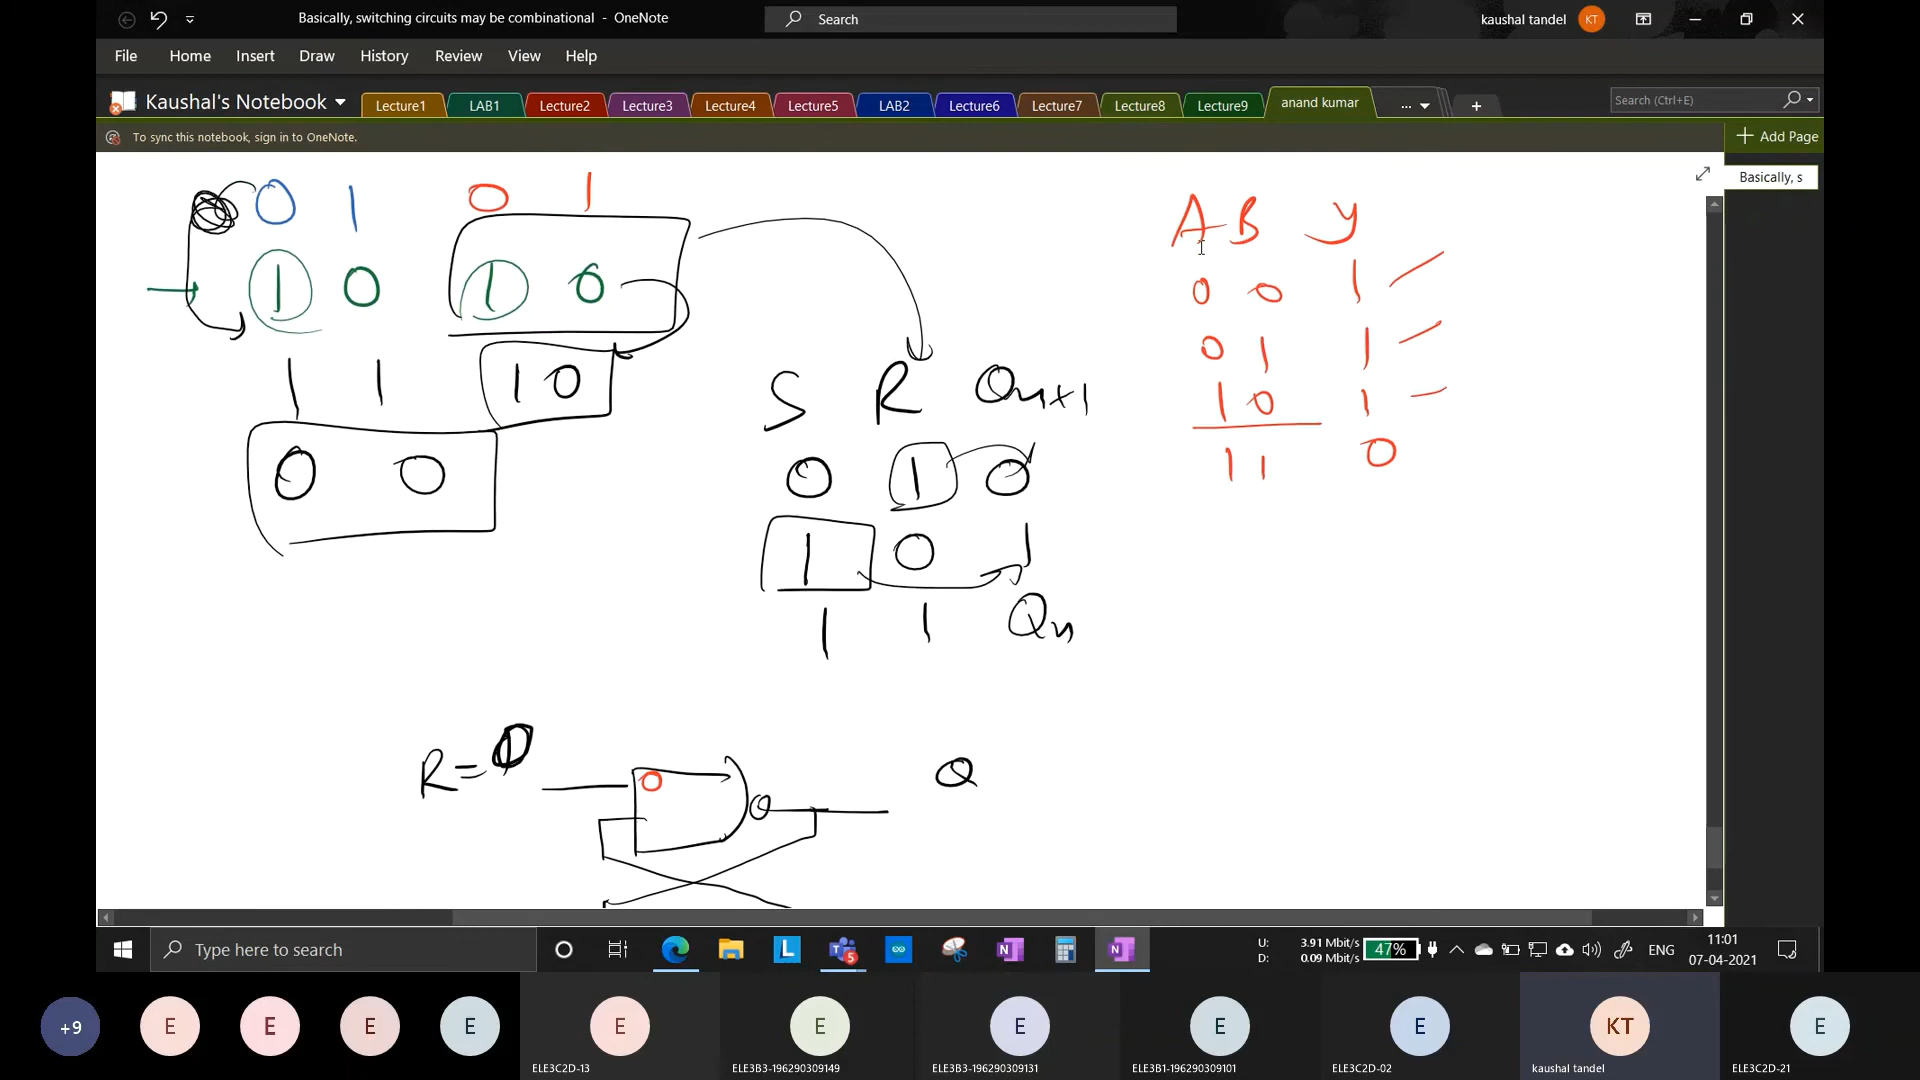 Basically, switching circuits may be combinational - OneNote
Search
kaushal tandel
KT
File Home Insert Draw History Review View Help
Kaushal's Notebook
Lecture1 LAB1 Lecture2 Lecture3 Lecture4 Lecture5 LAB2 Lecture6 Lecture7 Lecture8 Lecture9 anand kumar ... +
Search (Ctrl+E)
To sync this notebook, sign in to OneNote.
+ Add Page
Basically, s
0 1 0 1
1 0 1 0
1 1 1 0
0 0
S R Qn+1
0 1 0
1 0 1
1 1 Qn
A B Y
0 0 1
0 1 1
1 0 1
1 1 0
R=
0
Q
Type here to search
L
5
N
N
U: 3.91 Mbit/s
D: 0.09 Mbit/s
47%
ENG
11:01
07-04-2021
+9
E E E E E E E E E KT E
ELE3C2D-13
ELE3B3-196290309149
ELE3B3-196290309131
ELE3B1-196290309101
ELE3C2D-02
kaushal tandel
ELE3C2D-21